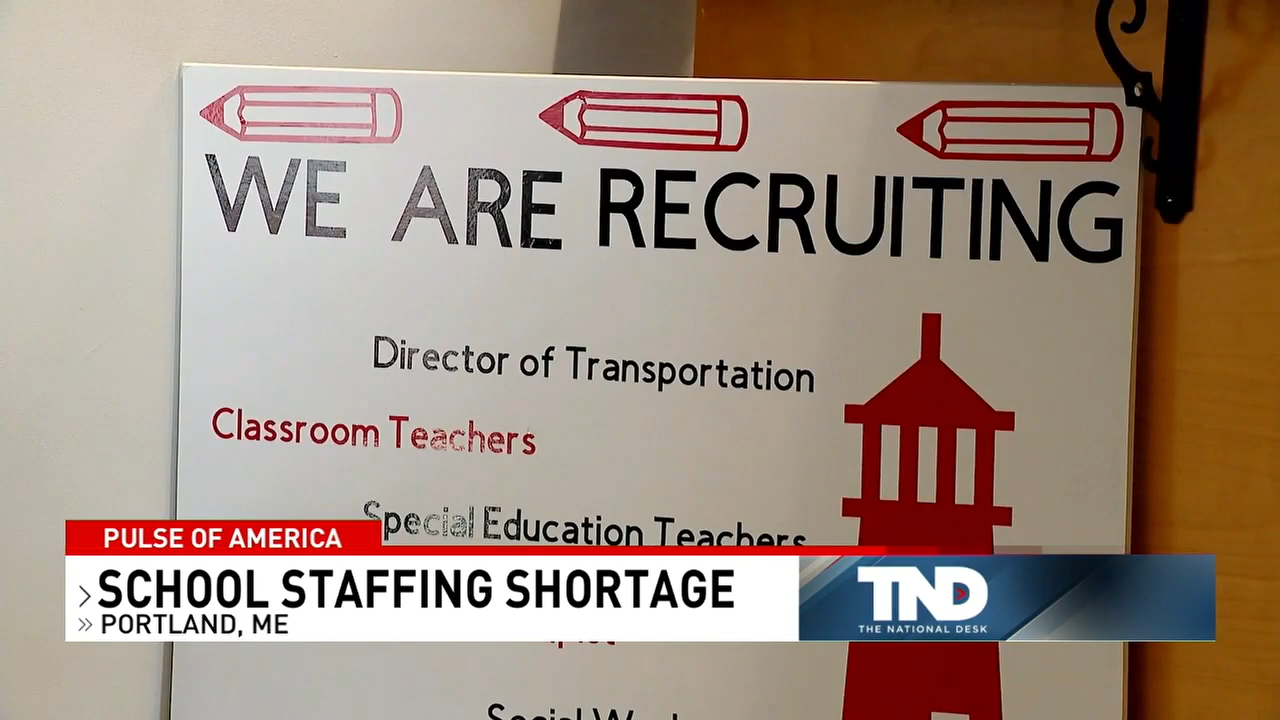 WE ARE RECRUITING
Director of Transportation
Classroom Teachers
Special Education Teachers
PULSE OF AMERICA
SCHOOL STAFFING SHORTAGE
PORTLAND, ME
TND
THE NATIONAL DESK
Social